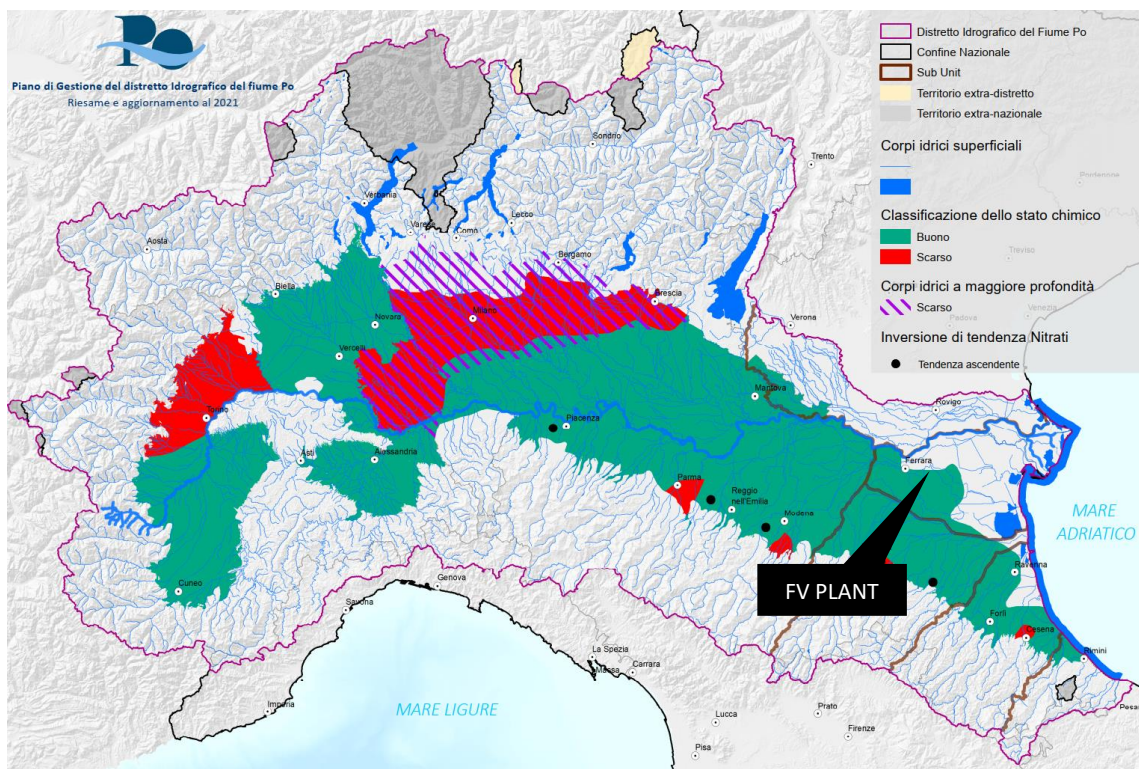 PO
Piano di Gestione del distretto Idrografico del fiume Po
Riesame e aggiornamento al 2021
Distretto Idrografico del Fiume Po
Confine Nazionale
Sub Unit
Territorio extra-distretto
Territorio extra-nazionale
Corpi idrici superficiali
Classificazione dello stato chimico
Buono
Scarso
Corpi idrici a maggiore profondità
Scarso
Inversione di tendenza Nitrati
Tendenza ascendente
Sondrio
Trento
Pordenone
Verbania
Lecco
Varese
Como
Aosta
Bergamo
Treviso
Biella
Brescia
Novara
Milano
Verona
Padova
Venezia
Vercelli
Mantova
Rovigo
Torino
Piacenza
Asti
Alessandria
Ferrara
Parma
Reggio
nell'Emilia
Modena
MARE
ADRIATICO
FV PLANT
Ravenna
Cuneo
Genova
Forlì
Cesena
Savona
Rimini
La Spezia
Massa
Carrara
Imperia
MARE LIGURE
Lucca
Prato
Firenze
Pisa